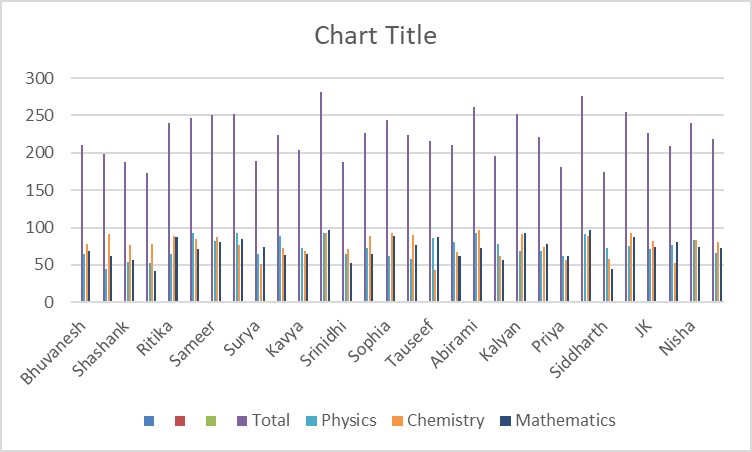 Chart Title
300
250
200
150
100
50
0
Bhuvanesh Shashank Ritika Sameer Surya Kavya Srinidhi Sophia Tauseef Abirami Kalyan Priya Siddharth JK Nisha
Total Physics Chemistry Mathematics